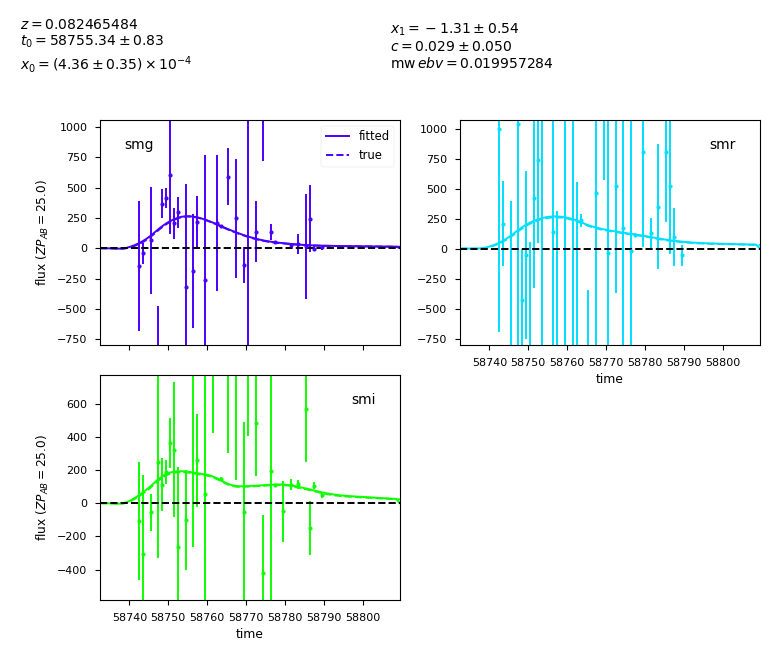 z = 0.082465484
t₀ = 58755.34 ± 0.83
x₀ = (4.36 ± 0.35) × 10⁻⁴
x₁ = −1.31 ± 0.54
c = 0.029 ± 0.050
mw ebv = 0.019957284
smg
fitted
true
1000
750
500
250
0
−250
−500
−750
flux (ZP_AB = 25.0)
smr
1000
750
500
250
0
−250
−500
−750
58740 58750 58760 58770 58780 58790 58800
time
smi
600
400
200
0
−200
−400
flux (ZP_AB = 25.0)
58740 58750 58760 58770 58780 58790 58800
time